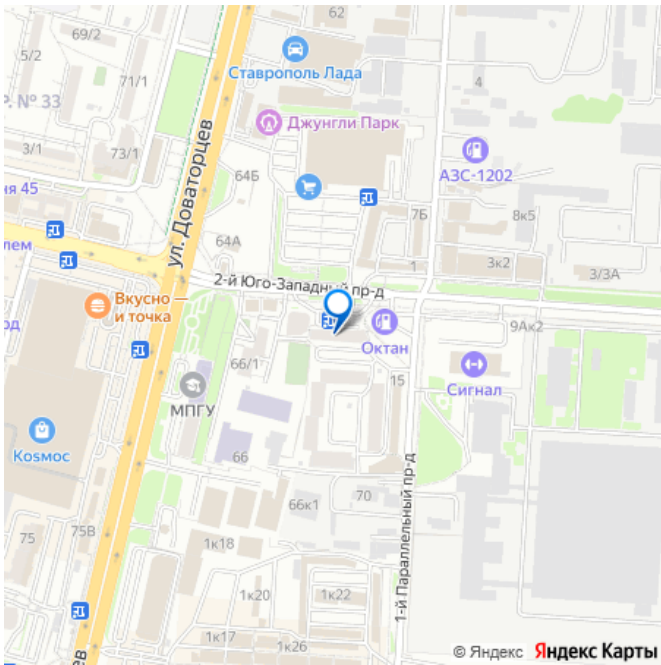 69/2
62
5/2
Ставрополь Лада
71/1
4
Р. № 33
Джунгли Парк
3/1
73/1
АЗС-1202
64Б
ня 45
ул. Доваторцев
7Б
8к5
лем
64А
1
3к2
3/3А
2-й Юго-Западный пр-д
Вкусно —
и точка
од
Октан
9Ак2
66/1
15
Сигнал
МПГУ
Коѕмос
66
1-й Параллельный пр-д
70
66к1
75В
75
1к18
1к20
1к22
1к17
1к26
ев
© Яндекс Яндекс Карты